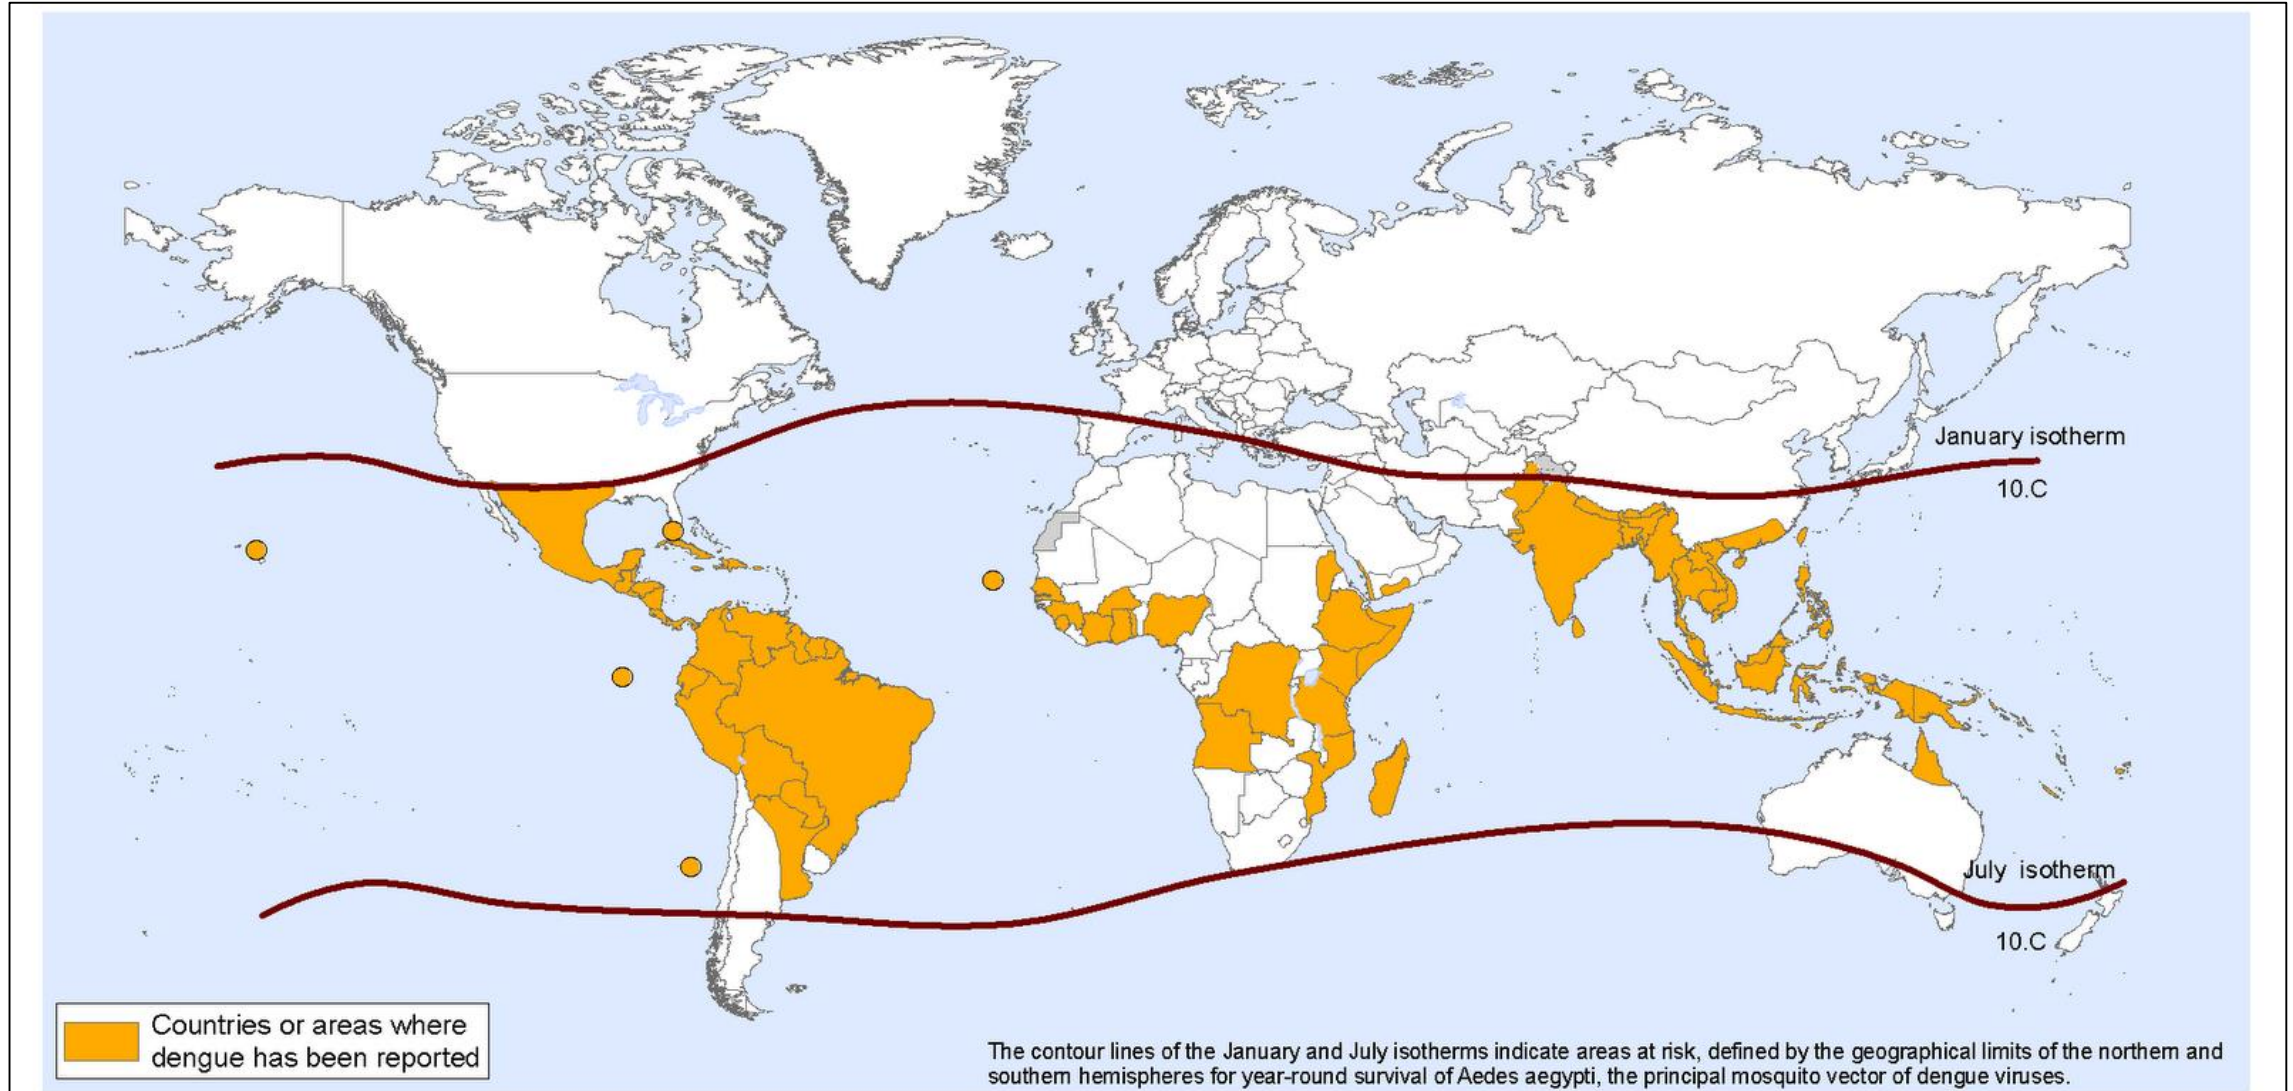 January isotherm
10.C
July isotherm
10.C
Countries or areas where
dengue has been reported
The contour lines of the January and July isotherms indicate areas at risk, defined by the geographical limits of the northern and
southern hemispheres for year-round survival of Aedes aegypti, the principal mosquito vector of dengue viruses.